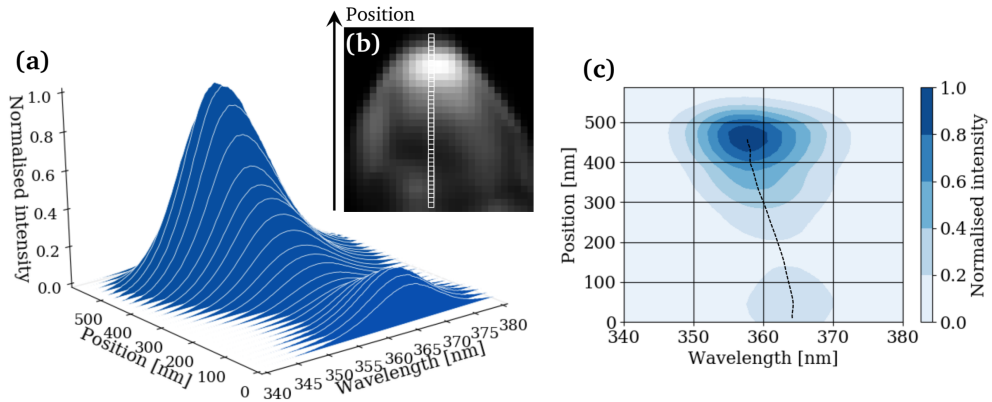 Position
(a)
(b)
(c)
Normalised intensity
1.0
0.8
0.6
0.4
0.2
0.0
500
400
300
200
100
0
Position [nm]
340 345 350 355 360 365 370 375 380
Wavelength [nm]
Position [nm]
500
400
300
200
100
0
340 350 360 370 380
Wavelength [nm]
1.0
0.8
0.6
0.4
0.2
0.0
Normalised intensity